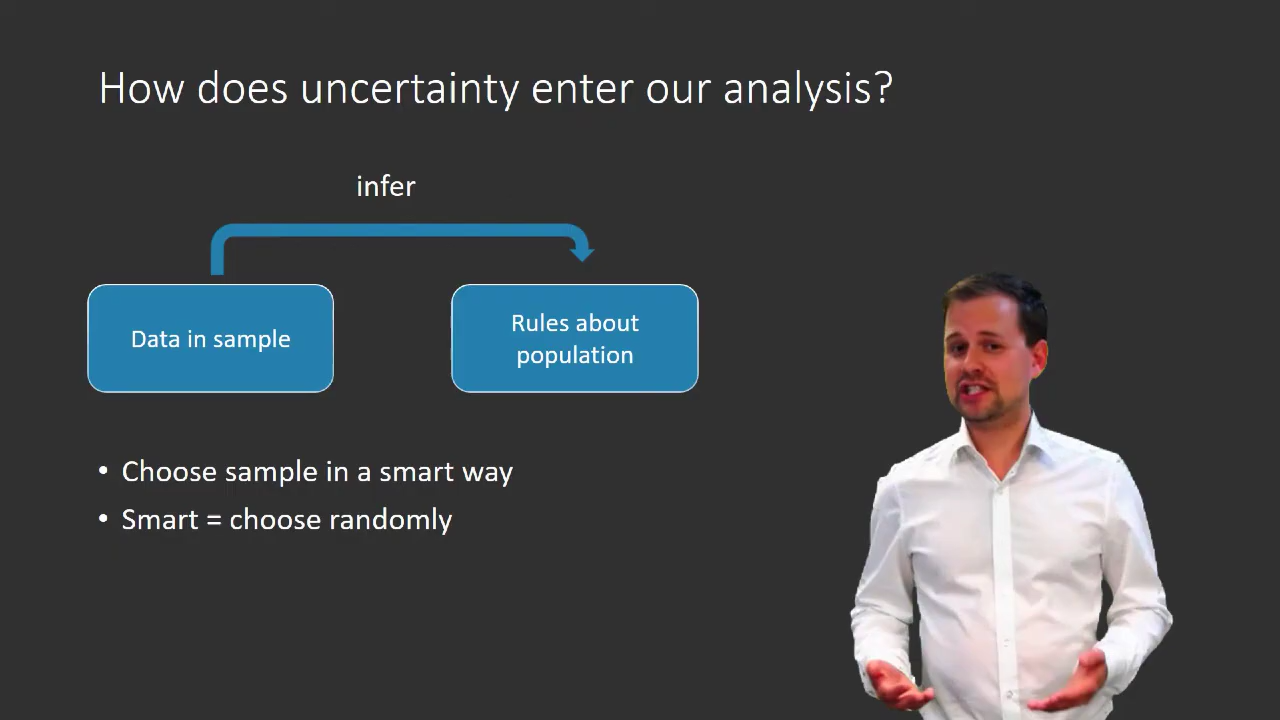 How does uncertainty enter our analysis?
infer
Data in sample
Rules about
population
• Choose sample in a smart way
• Smart = choose randomly